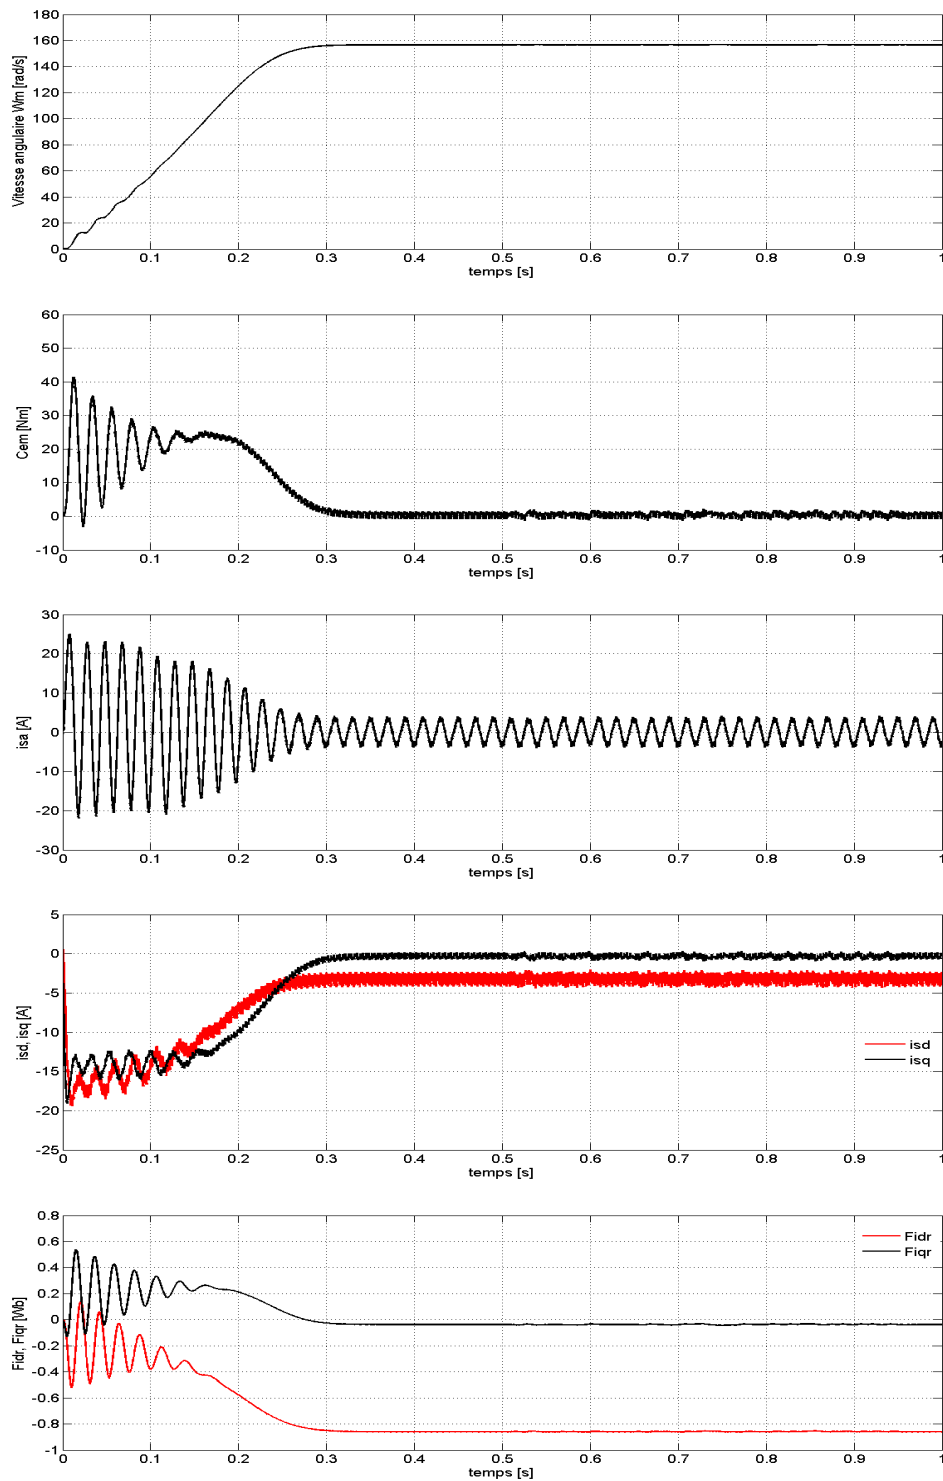 180
160
140
120
100
80
60
40
20
0
Vitesse angulaire Wm [rad/s]
0 0.1 0.2 0.3 0.4 0.5 0.6 0.7 0.8 0.9 1
temps [s]
60
50
40
30
20
10
0
-10
Cem [Nm]
0 0.1 0.2 0.3 0.4 0.5 0.6 0.7 0.8 0.9 1
temps [s]
30
20
10
0
-10
-20
-30
isa [A]
0 0.1 0.2 0.3 0.4 0.5 0.6 0.7 0.8 0.9 1
temps [s]
5
0
-5
-10
-15
-20
-25
isd, isq [A]
isd
isq
0 0.1 0.2 0.3 0.4 0.5 0.6 0.7 0.8 0.9 1
temps [s]
0.8
0.6
0.4
0.2
0
-0.2
-0.4
-0.6
-0.8
-1
Fidr, Fiqr [Wb]
Fidr
Fiqr
0 0.1 0.2 0.3 0.4 0.5 0.6 0.7 0.8 0.9 1
temps [s]